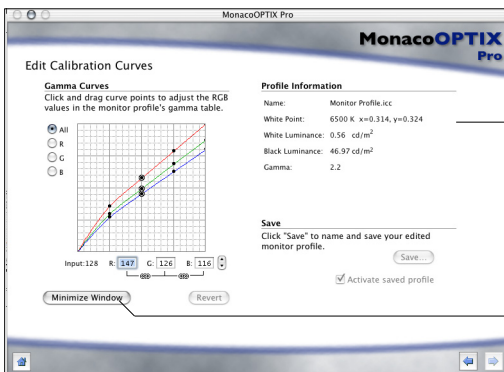 MonacoOPTIX Pro
MonacoOPTIX
Pro
Edit Calibration Curves
Gamma Curves
Click and drag curve points to adjust the RGB
values in the monitor profile's gamma table.
All
R
G
B
Input:128 R: 147 G: 126 B: 116
Minimize Window
Revert
Profile Information
Name: Monitor Profile.icc
White Point: 6500 K x=0.314, y=0.324
White Luminance: 0.56 cd/m²
Black Luminance: 46.97 cd/m²
Gamma: 2.2
Save
Click "Save" to name and save your edited
monitor profile.
Save...
Activate saved profile